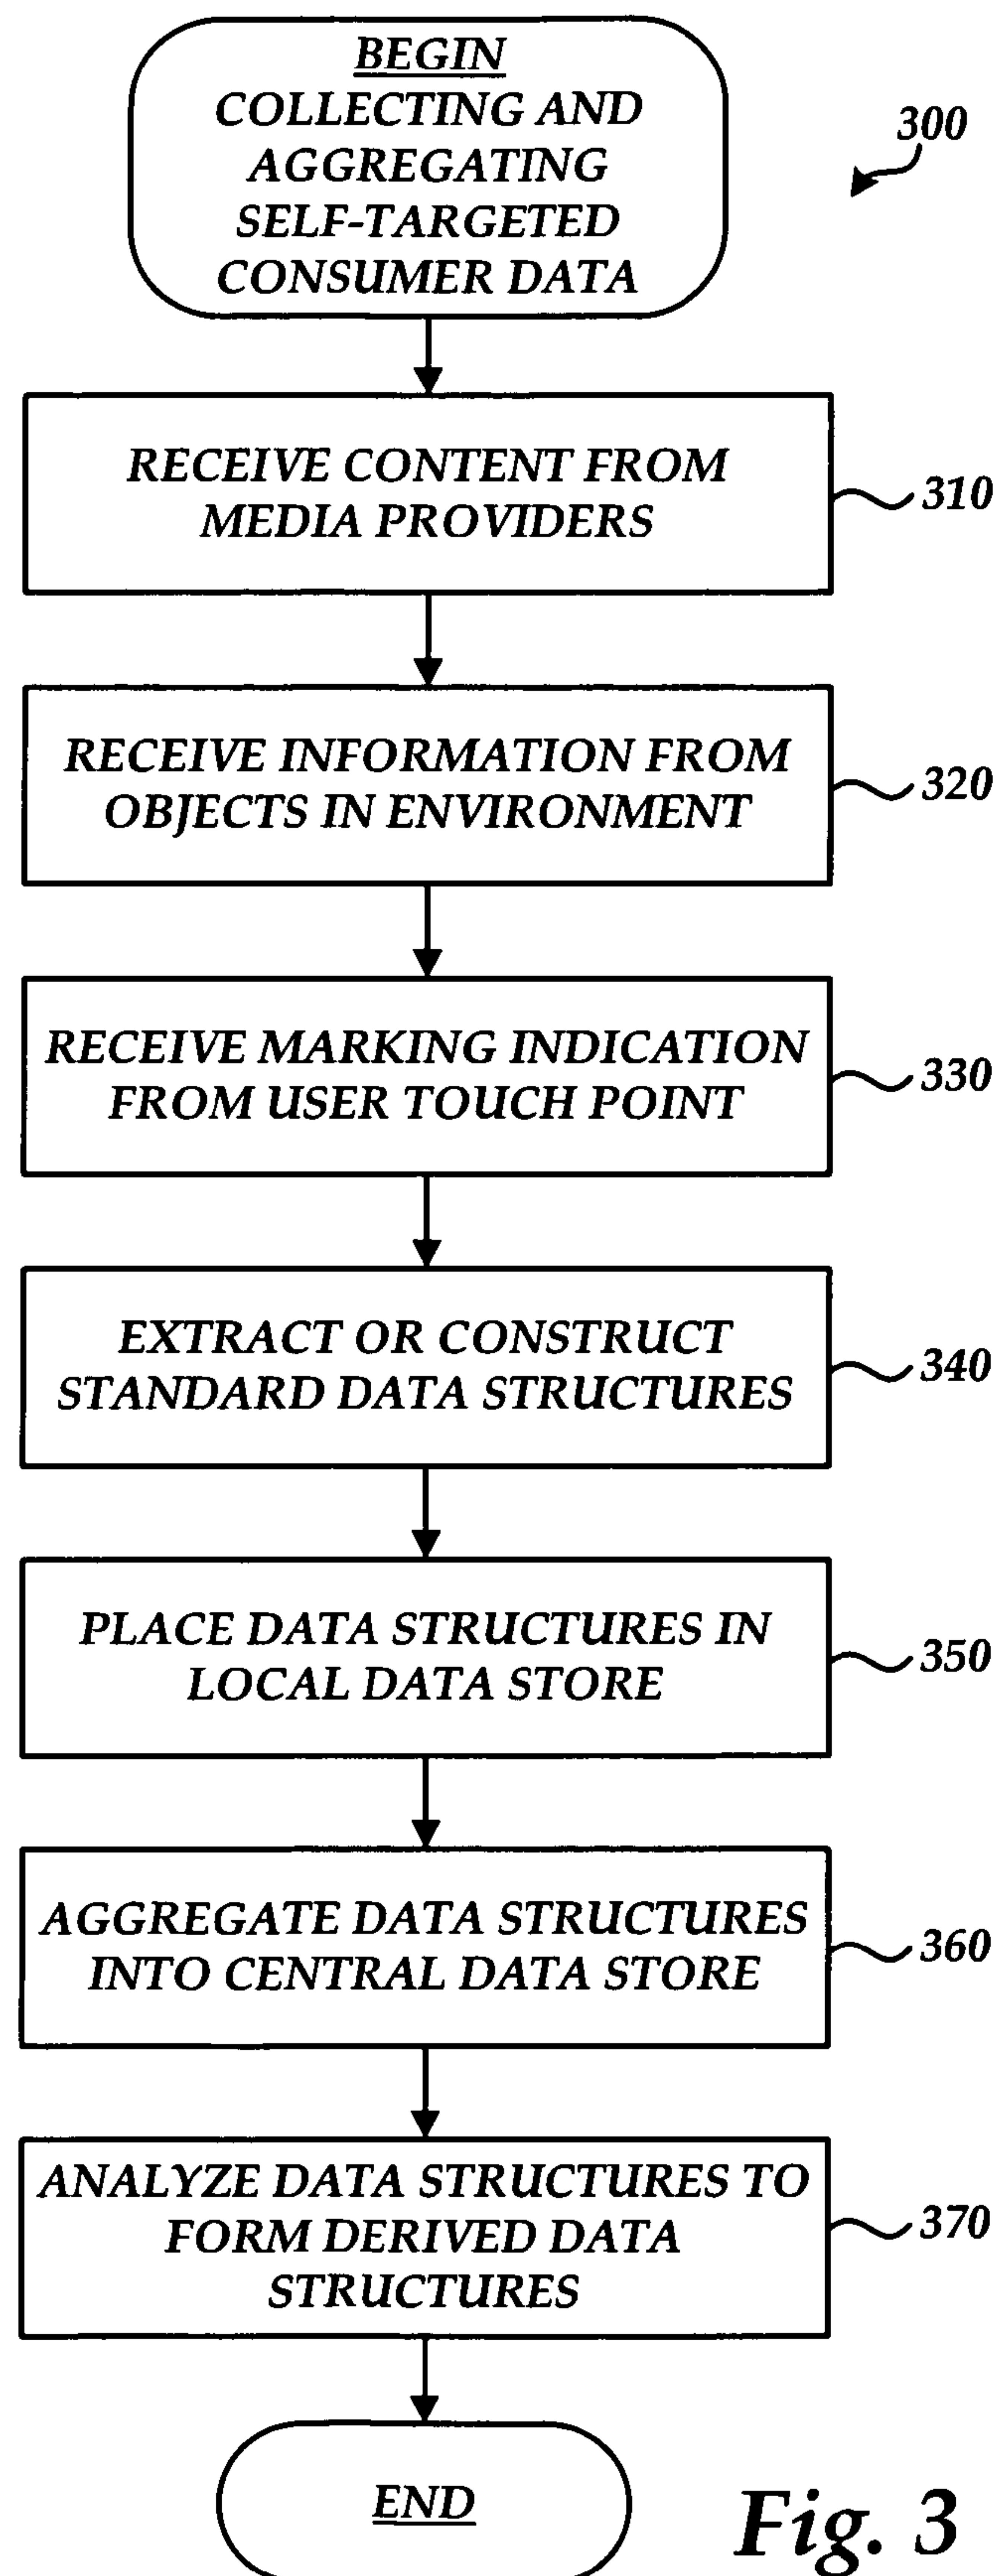 BEGIN
COLLECTING AND
AGGREGATING
SELF-TARGETED
CONSUMER DATA
300
RECEIVE CONTENT FROM
MEDIA PROVIDERS
310
RECEIVE INFORMATION FROM
OBJECTS IN ENVIRONMENT
320
RECEIVE MARKING INDICATION
FROM USER TOUCH POINT
330
EXTRACT OR CONSTRUCT
STANDARD DATA STRUCTURES
340
PLACE DATA STRUCTURES IN
LOCAL DATA STORE
350
AGGREGATE DATA STRUCTURES
INTO CENTRAL DATA STORE
360
ANALYZE DATA STRUCTURES TO
FORM DERIVED DATA
STRUCTURES
370
END
Fig. 3